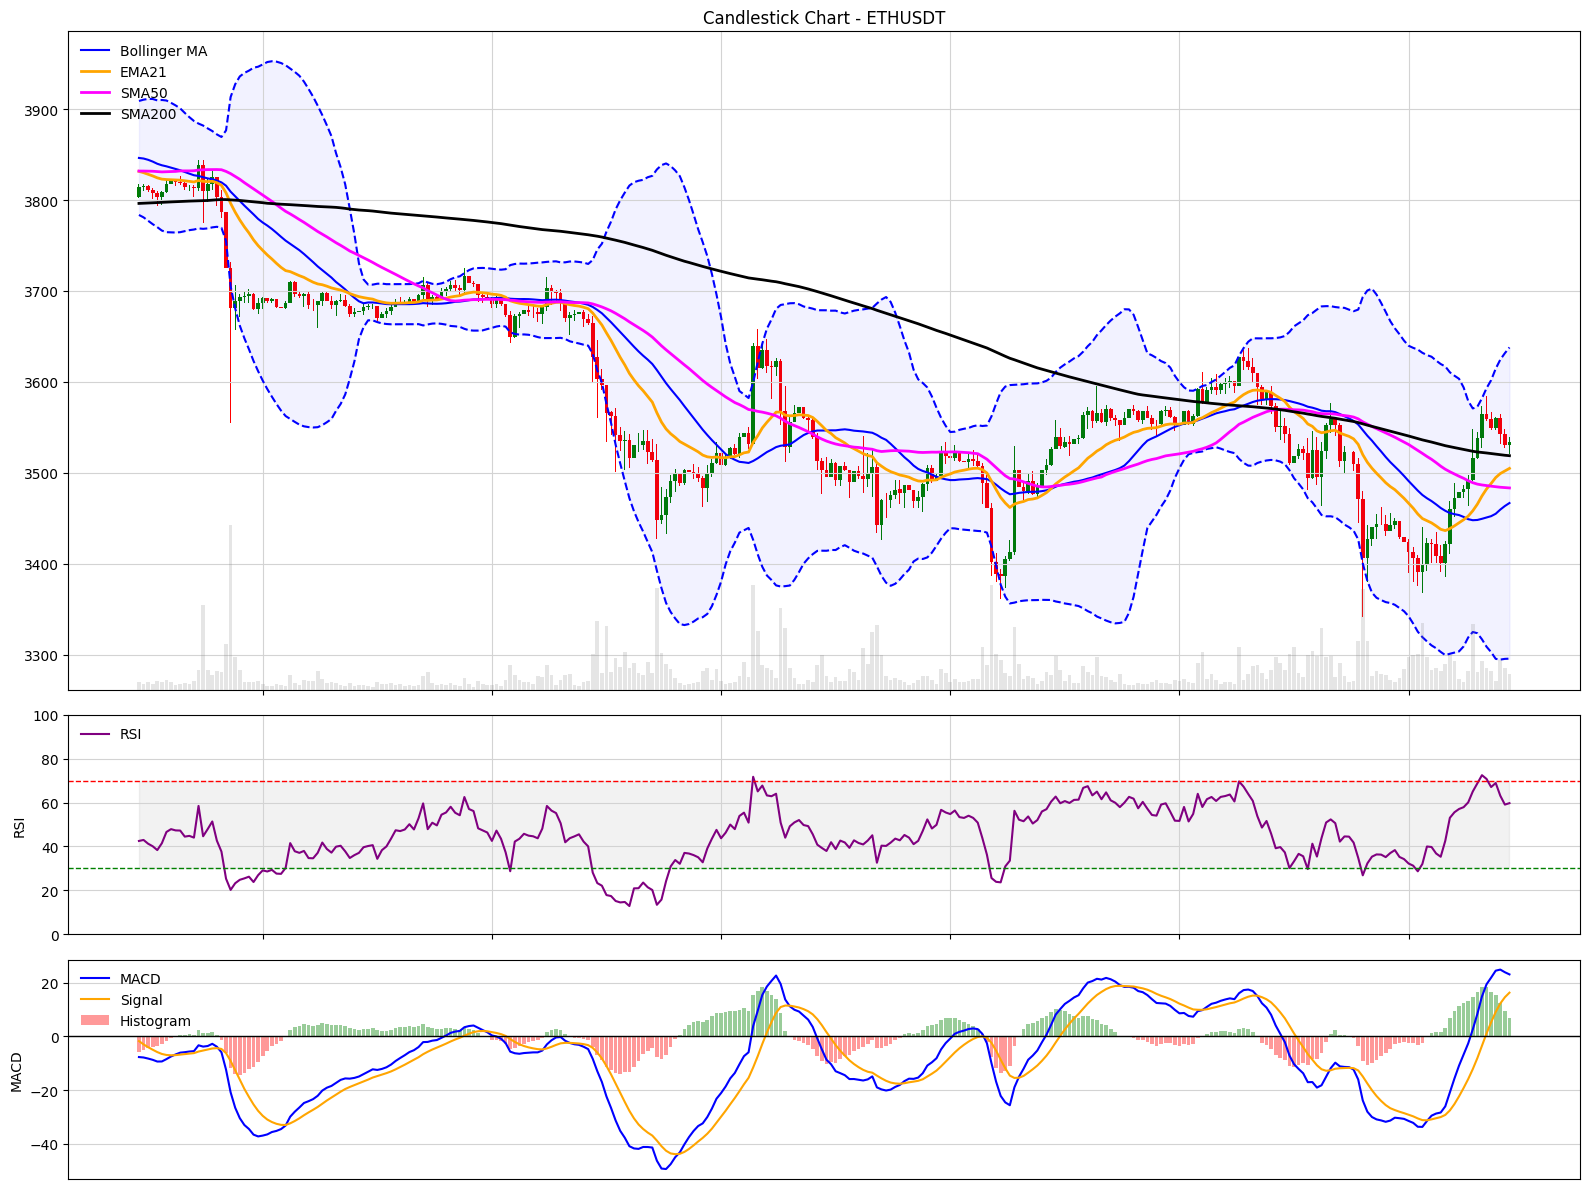 Candlestick Chart - ETHUSDT
Bollinger MA
EMA21
SMA50
SMA200
3900
3800
3700
3600
3500
3400
3300
RSI
100
80
60
40
20
0
RSI
MACD
Signal
Histogram
20
0
−20
−40
MACD